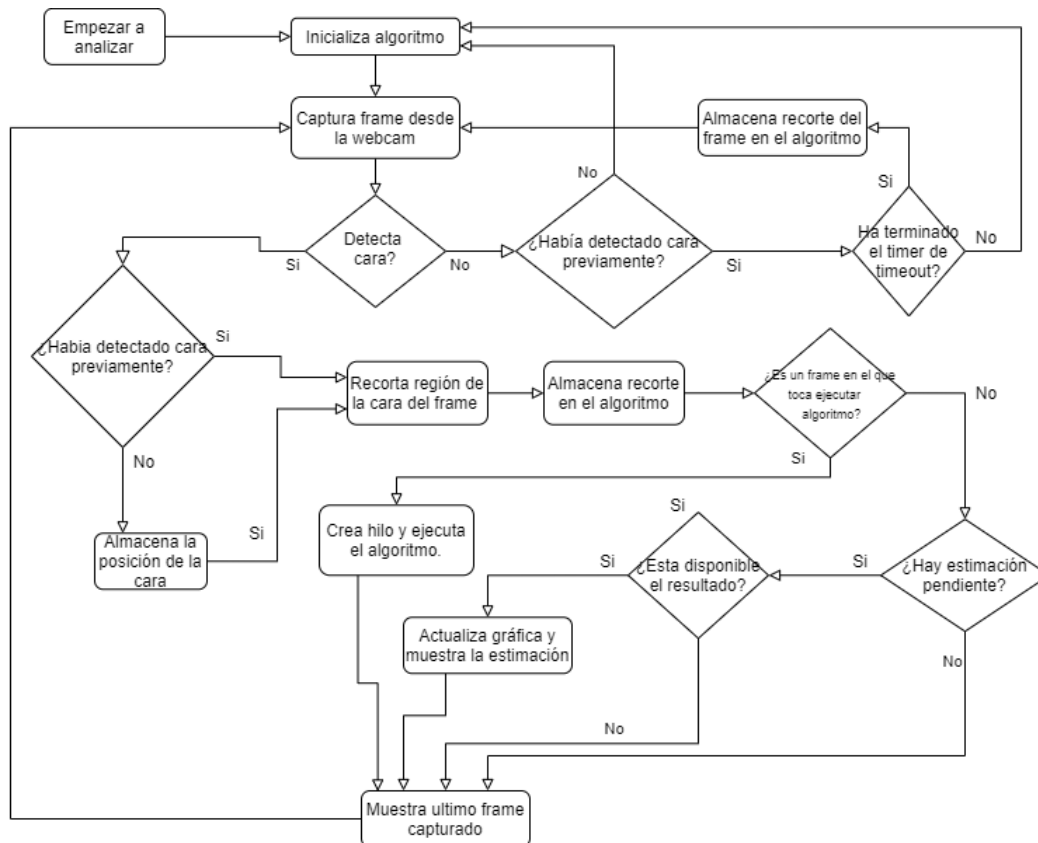 Empezar a
analizar
Inicializa algoritmo
Captura frame desde
la webcam
Almacena recorte del
frame en el algoritmo
No
Si
Detecta
cara?
¿Había detectado cara
previamente?
Ha terminado
el timer de
timeout?
No
Si
No
Si
¿Habia detectado cara
previamente?
Si
Recorta región de
la cara del frame
Almacena recorte
en el algoritmo
¿Es un frame en el que
toca ejecutar
algoritmo?
No
Si
No
Almacena la
posición de la
cara
Si
Crea hilo y ejecuta
el algoritmo.
Si
¿Esta disponible
el resultado?
Si
Si
¿Hay estimación
pendiente?
Actualiza gráfica y
muestra la estimación
No
No
Muestra ultimo frame
capturado